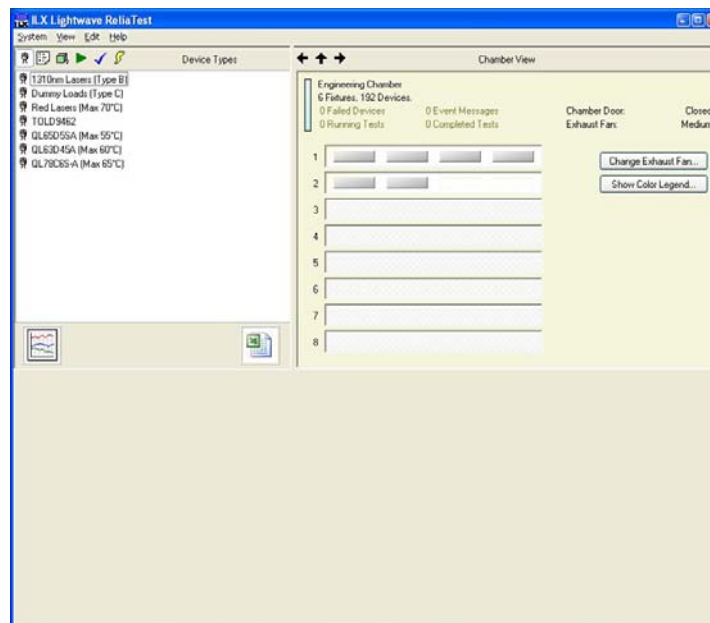 ILX Lightwave ReliaTest
System View Edit Help
Device Types
1310nm Lasers (Type B)
Dummy Loads (Type C)
Red Lasers (Max 70°C)
TOLD9462
QL65D5SA (Max 55°C)
QL63D45A (Max 60°C)
QL78C6S-A (Max 65°C)
Chamber View
Engineering Chamber
6 Fixtures, 192 Devices.
0 Failed Devices 0 Event Messages Chamber Door: Closed
0 Running Tests 0 Completed Tests Exhaust Fan: Medium
1
Change Exhaust Fan...
2
Show Color Legend...
3
4
5
6
7
8